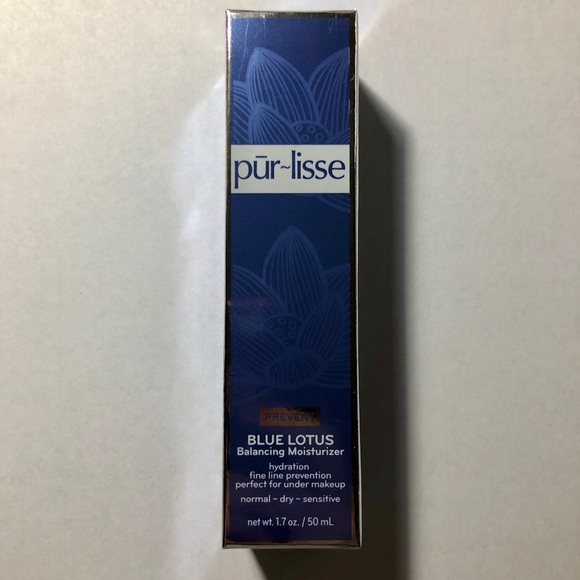 pūr~lisse
PREVENT
BLUE LOTUS
Balancing Moisturizer
hydration
fine line prevention
perfect for under makeup
normal – dry – sensitive
net wt. 1.7 oz. / 50 mL